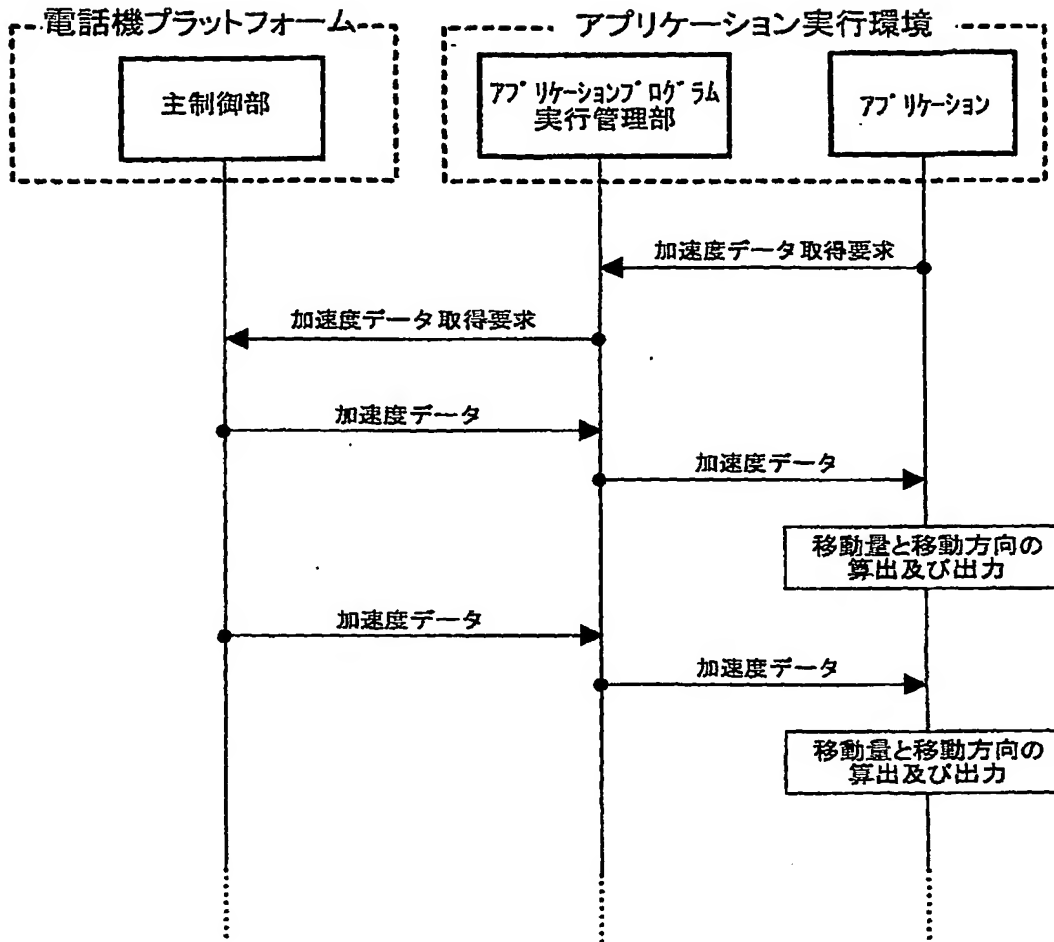 電話機プラットフォーム
アプリケーション実行環境
主制御部
アプリケーションプログラム
実行管理部
アプリケーション
加速度データ取得要求
加速度データ取得要求
加速度データ
加速度データ
移動量と移動方向の
算出及び出力
加速度データ
加速度データ
移動量と移動方向の
算出及び出力